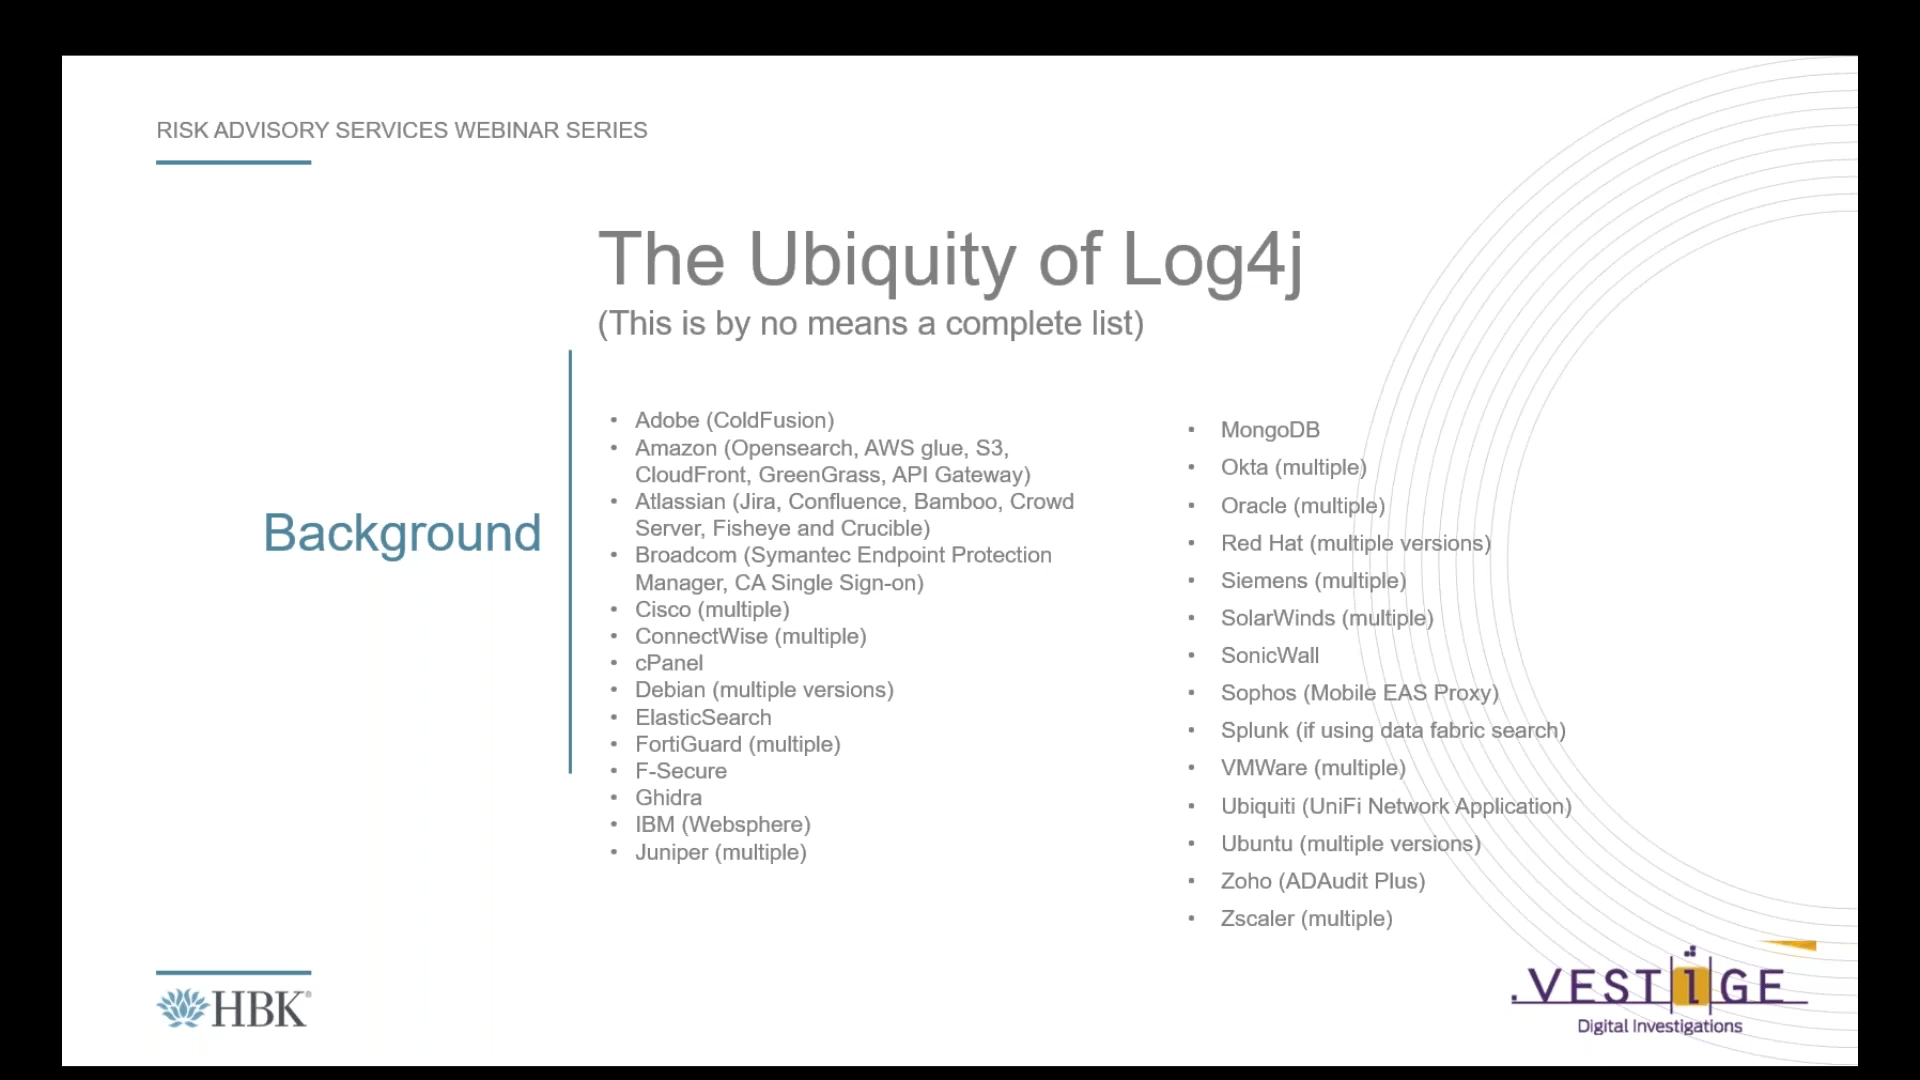 RISK ADVISORY SERVICES WEBINAR SERIES
The Ubiquity of Log4j
(This is by no means a complete list)
Background
• Adobe (ColdFusion)
• Amazon (Opensearch, AWS glue, S3,
CloudFront, GreenGrass, API Gateway)
• Atlassian (Jira, Confluence, Bamboo, Crowd
Server, Fisheye and Crucible)
• Broadcom (Symantec Endpoint Protection
Manager, CA Single Sign-on)
• Cisco (multiple)
• ConnectWise (multiple)
• cPanel
• Debian (multiple versions)
• ElasticSearch
• FortiGuard (multiple)
• F-Secure
• Ghidra
• IBM (Websphere)
• Juniper (multiple)
• MongoDB
• Okta (multiple)
• Oracle (multiple)
• Red Hat (multiple versions)
• Siemens (multiple)
• SolarWinds (multiple)
• SonicWall
• Sophos (Mobile EAS Proxy)
• Splunk (if using data fabric search)
• VMWare (multiple)
• Ubiquiti (UniFi Network Application)
• Ubuntu (multiple versions)
• Zoho (ADAudit Plus)
• Zscaler (multiple)
HBK®
VESTiGE
Digital Investigations